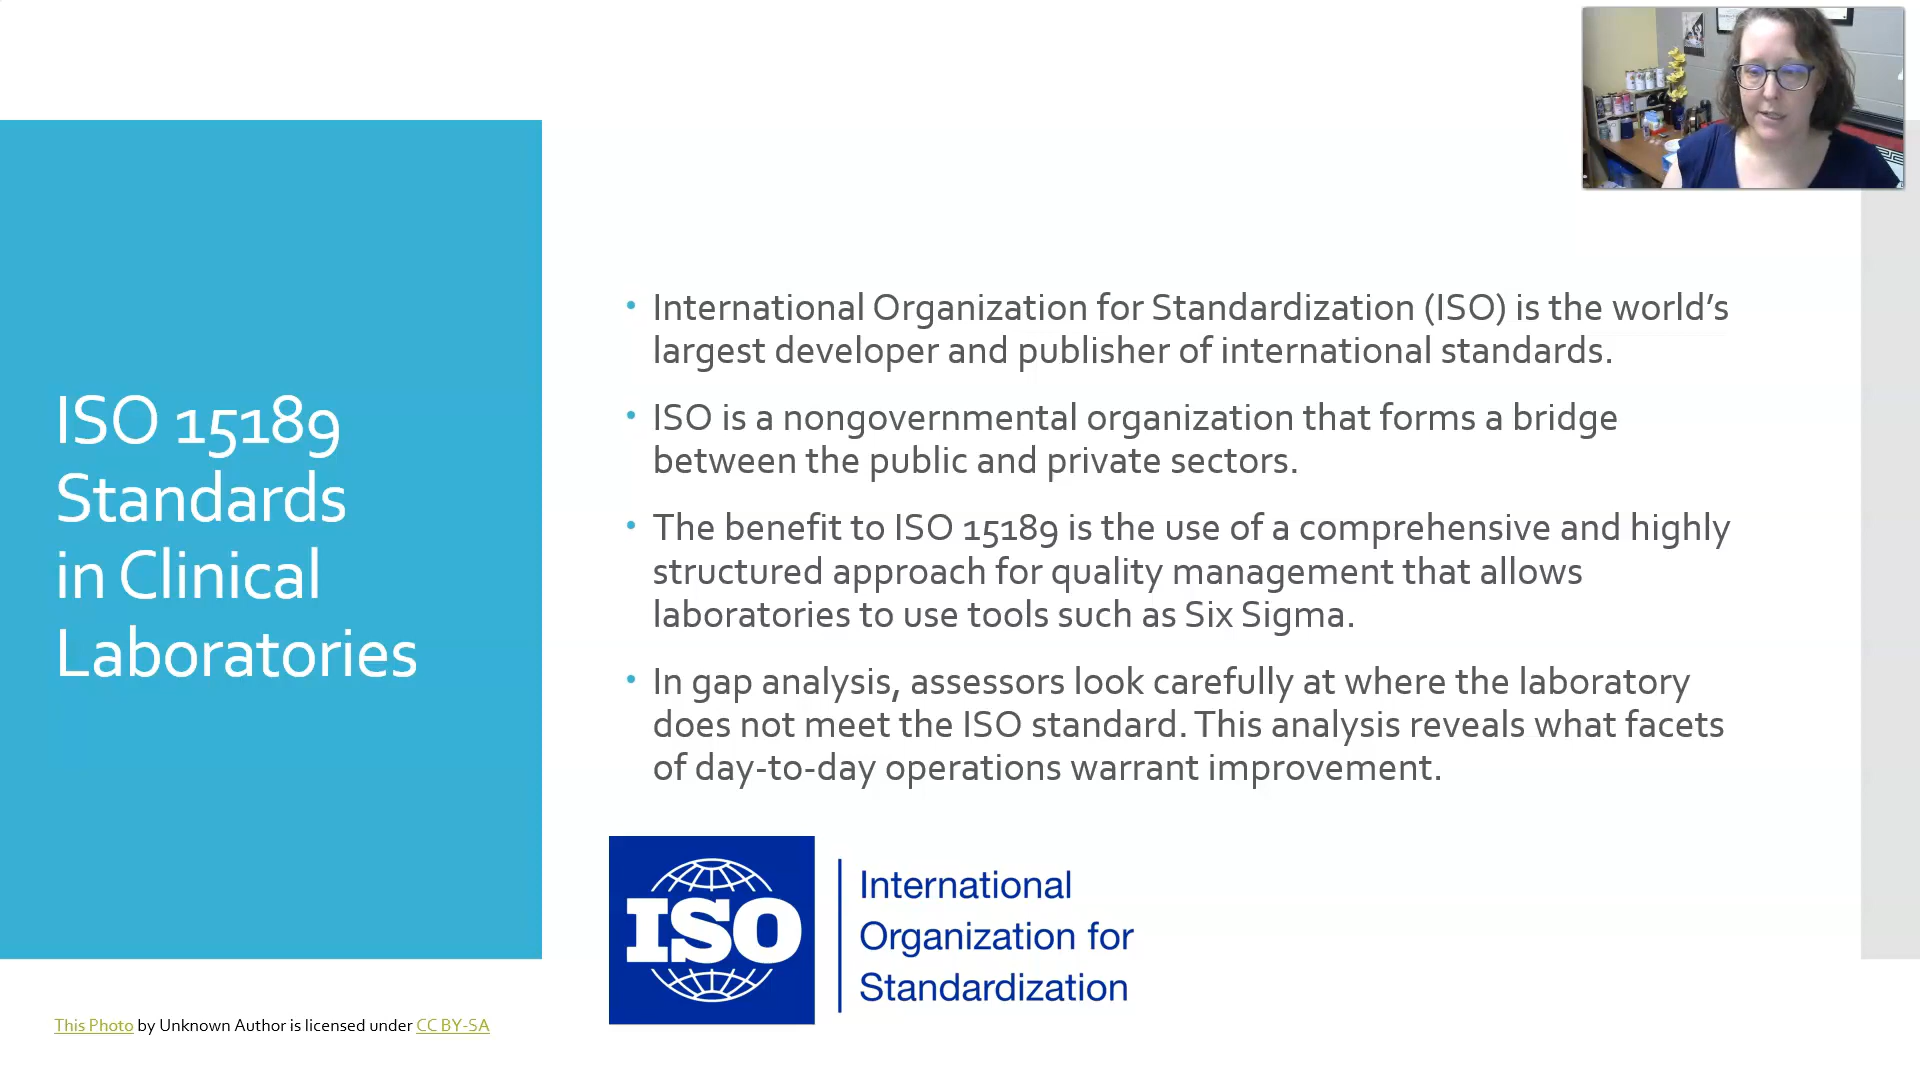 ISO 15189
Standards
in Clinical
Laboratories
• International Organization for Standardization (ISO) is the world’s
largest developer and publisher of international standards.
• ISO is a nongovernmental organization that forms a bridge
between the public and private sectors.
• The benefit to ISO 15189 is the use of a comprehensive and highly
structured approach for quality management that allows
laboratories to use tools such as Six Sigma.
• In gap analysis, assessors look carefully at where the laboratory
does not meet the ISO standard. This analysis reveals what facets
of day-to-day operations warrant improvement.
ISO
International
Organization for
Standardization
This Photo by Unknown Author is licensed under CC BY-SA